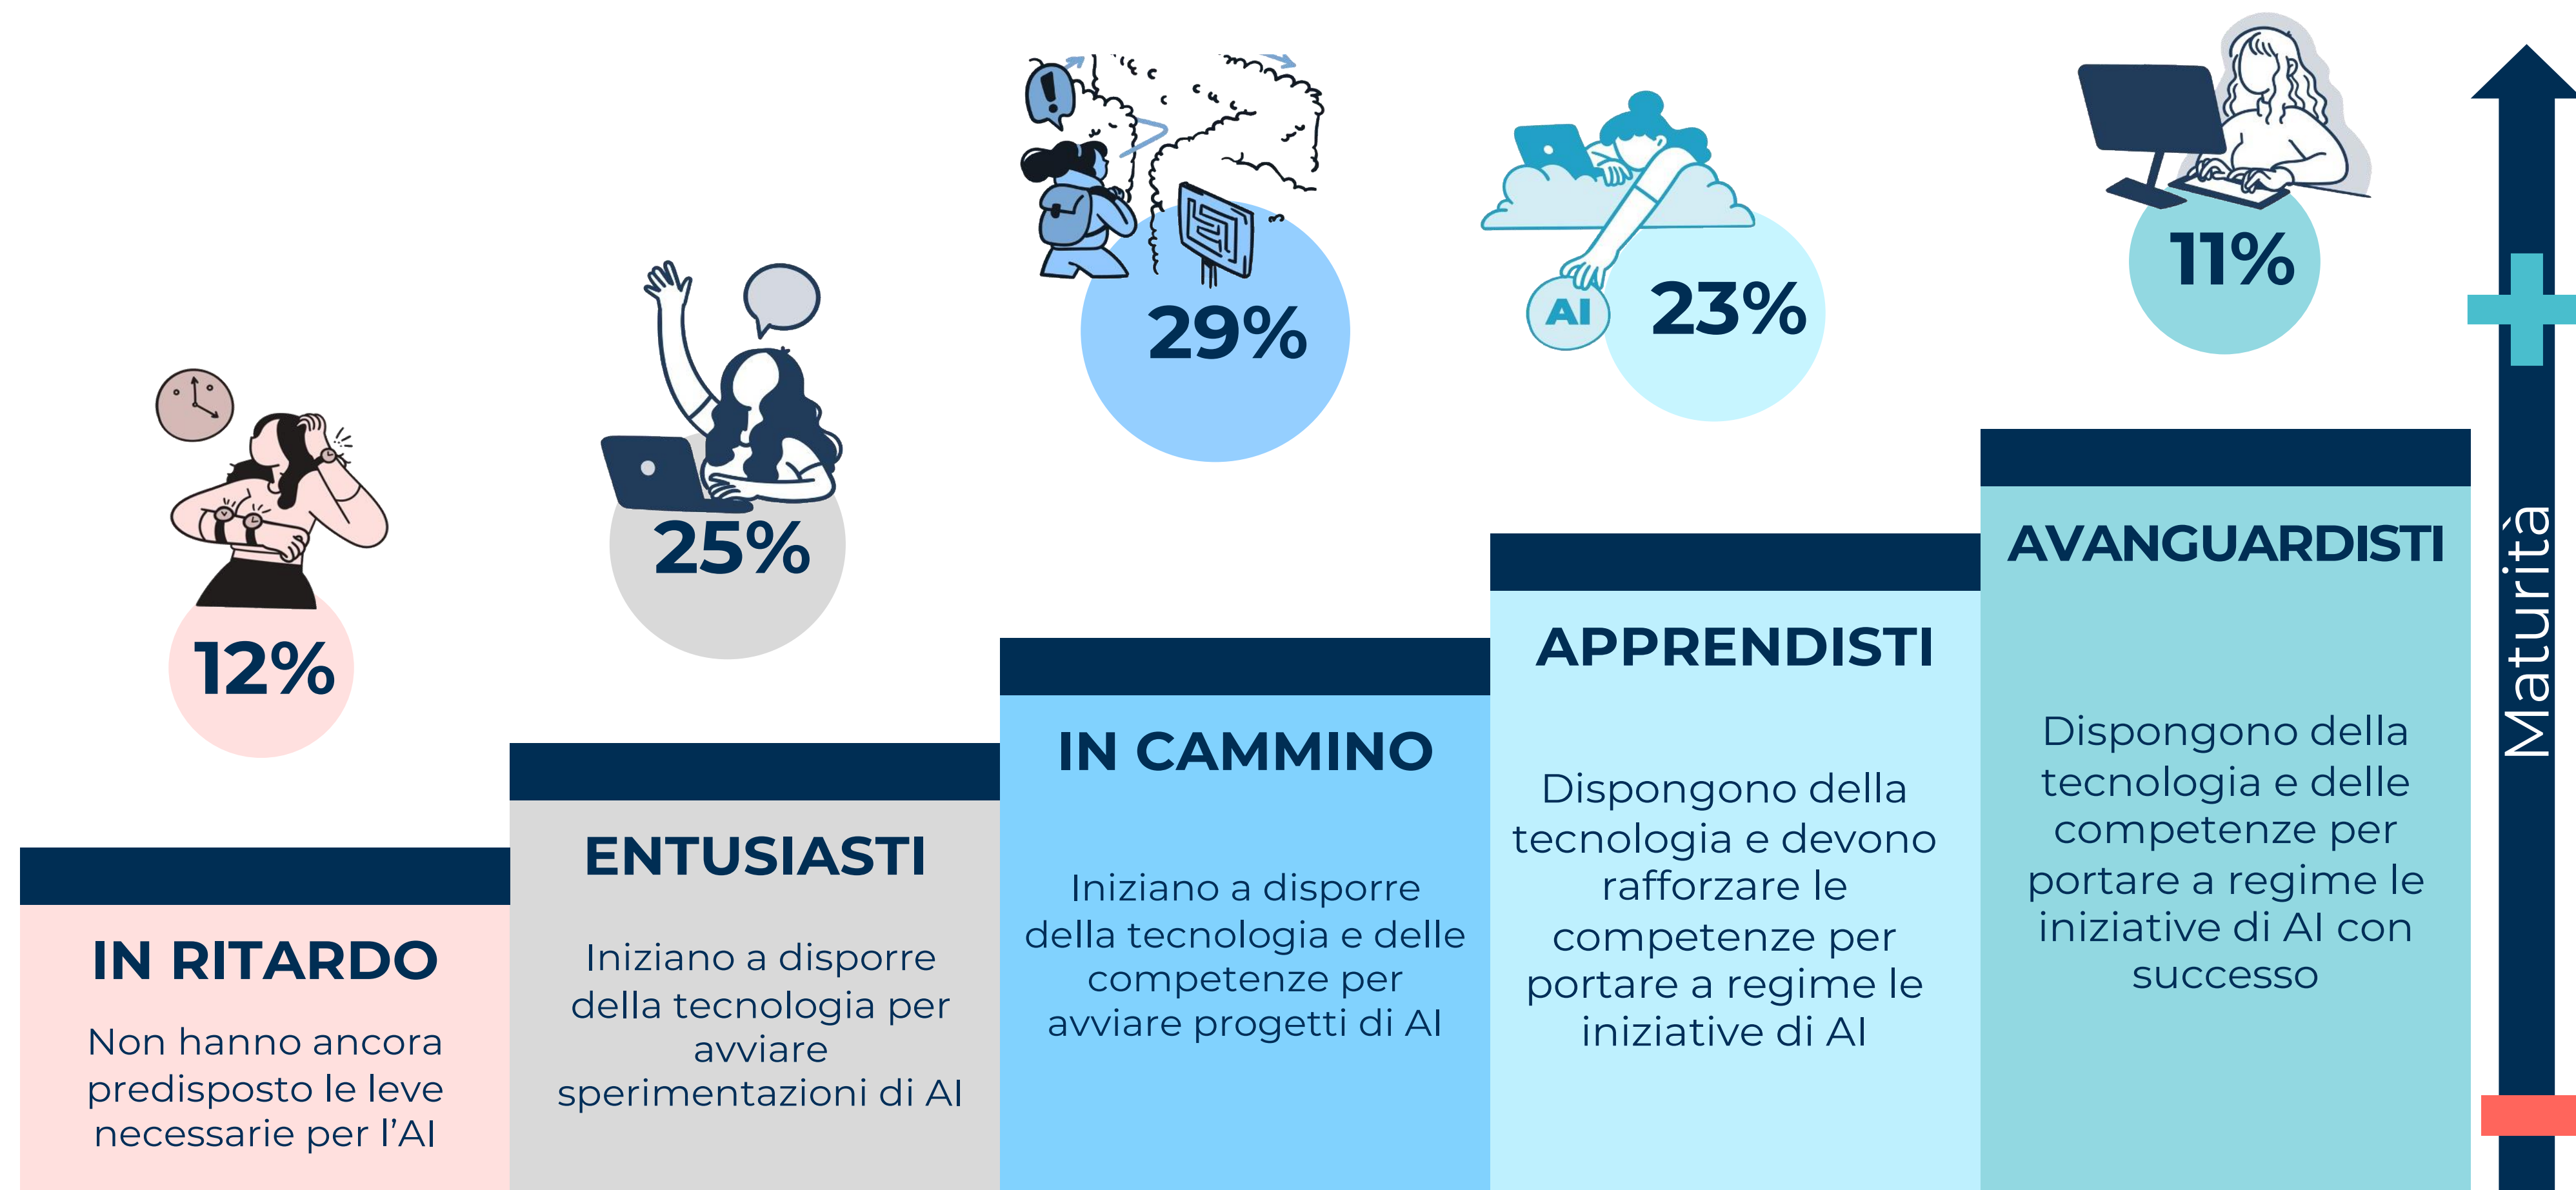 12%
IN RITARDO
Non hanno ancora
predisposto le leve
necessarie per l’AI
25%
ENTUSIASTI
Iniziano a disporre
della tecnologia per
avviare
sperimentazioni di AI
29%
IN CAMMINO
Iniziano a disporre
della tecnologia e delle
competenze per
avviare progetti di AI
AI
23%
APPRENDISTI
Dispongono della
tecnologia e devono
rafforzare le
competenze per
portare a regime le
iniziative di AI
11%
AVANGUARDISTI
Dispongono della
tecnologia e delle
competenze per
portare a regime le
iniziative di AI con
successo
Maturità